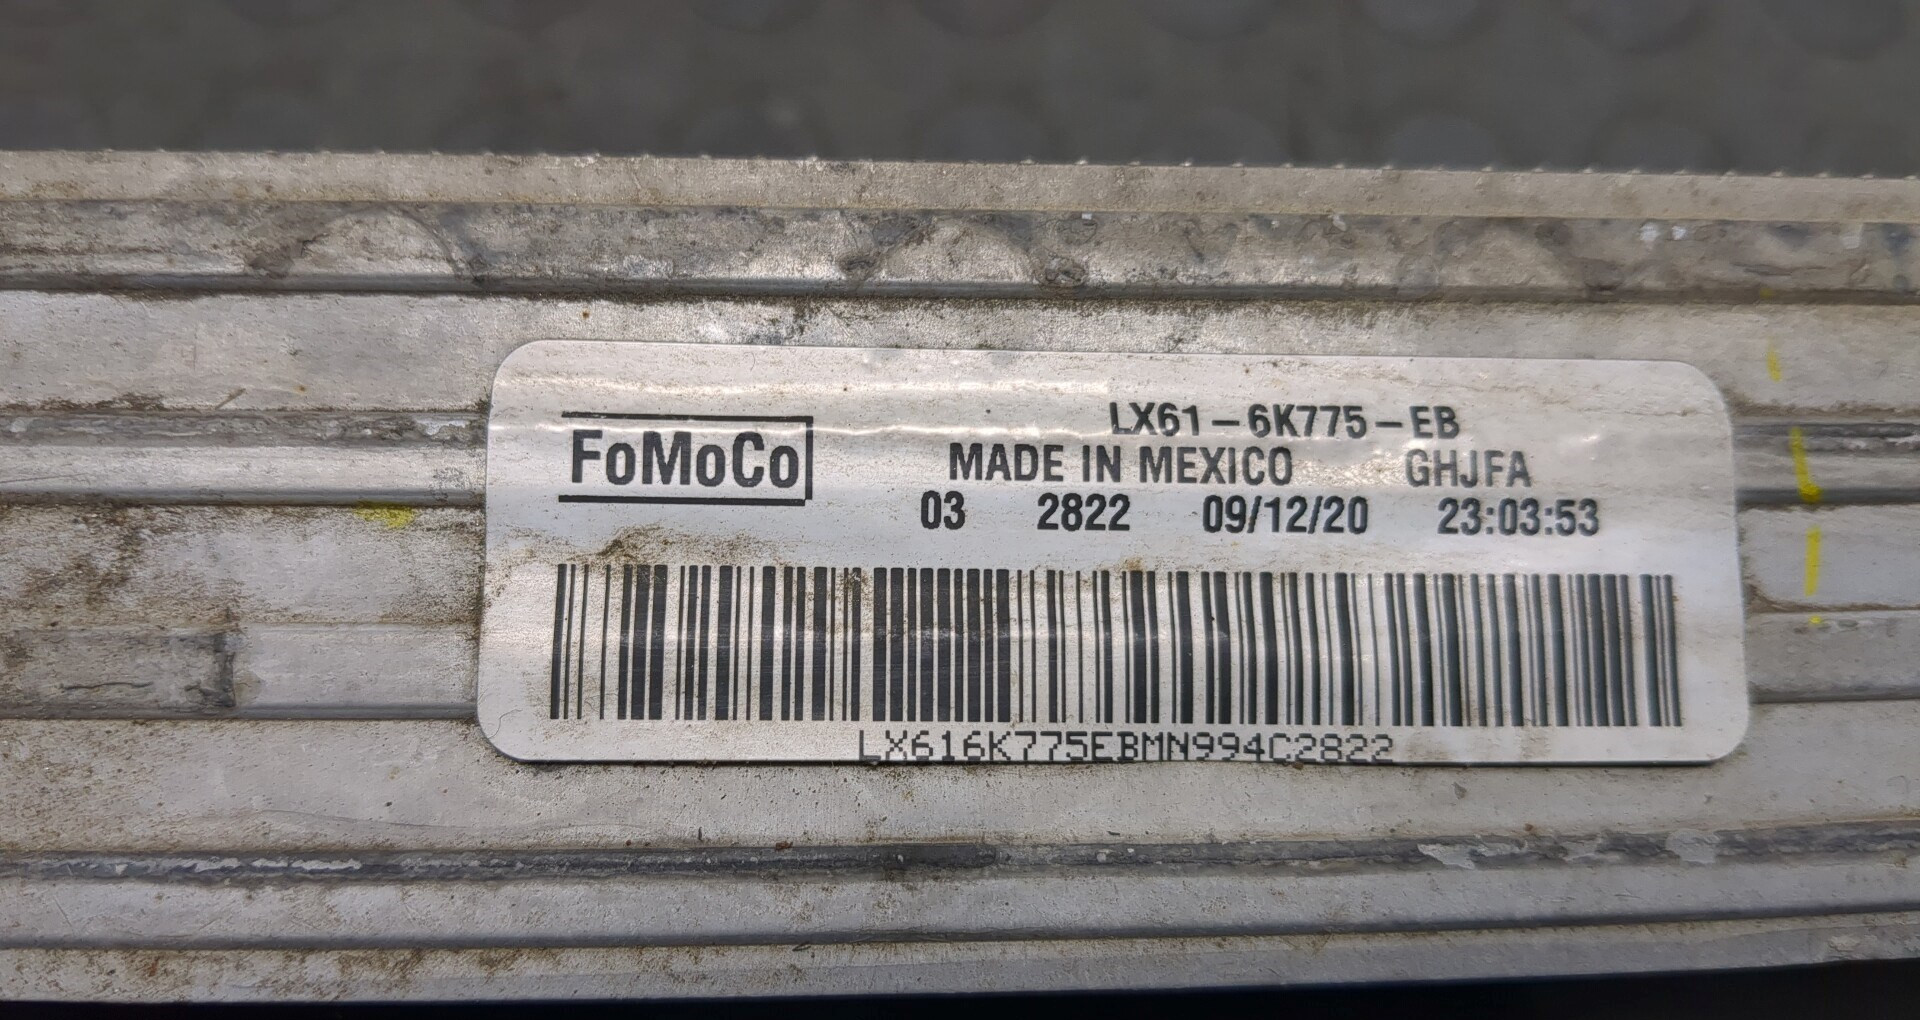 FoMoCo
LX61-6K775-EB
MADE IN MEXICO GHJFA
03 2822 09/12/20 23:03:53
LX616K775EBMN994C2822